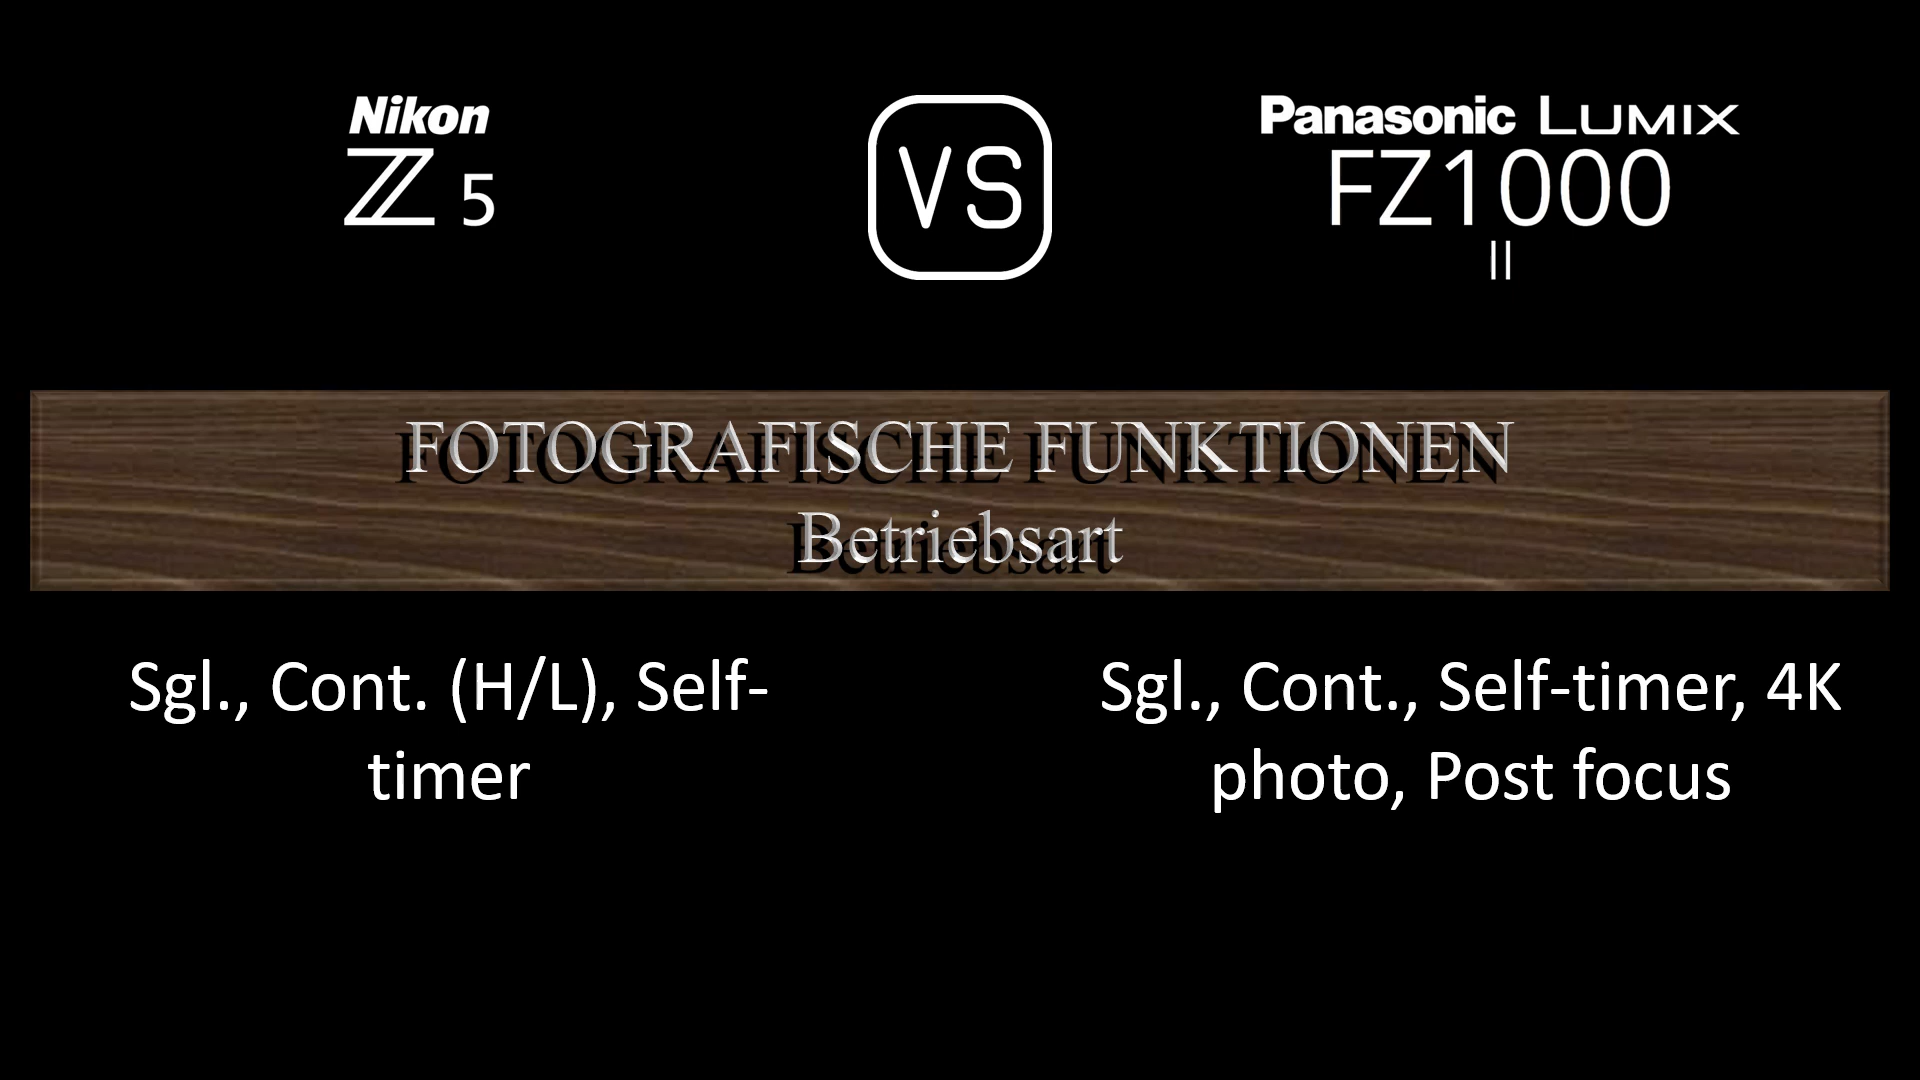 Nikon
Z 5
VS
Panasonic LUMIX
FZ1000
II
FOTOGRAFISCHE FUNKTIONEN
Betriebsart
Sgl., Cont. (H/L), Self-
timer
Sgl., Cont., Self-timer, 4K
photo, Post focus